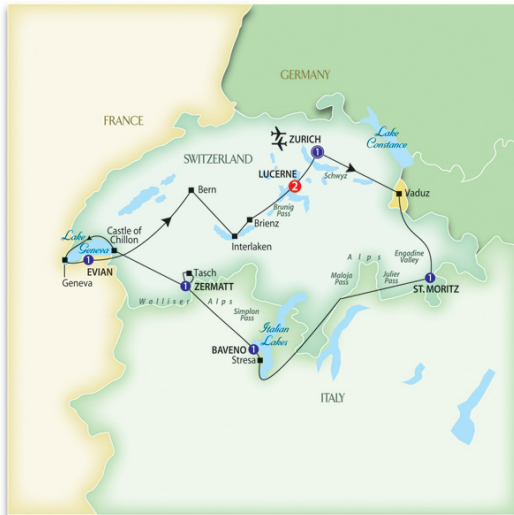 GERMANY
FRANCE
Lake
Constance
1
ZURICH
SWITZERLAND
LUCERNE
2
Schwyz
Bern
Vaduz
Brunig
Pass
Brienz
Castle of
Chillon
Lake
Geneva
Interlaken
1
EVIAN
Geneva
Engadine
Valley
Alps
Maloja
Pass
Julier
Pass
1
ST. MORITZ
Tasch
1
ZERMATT
Walliser Alps
Simplon
Pass
Italian
Lakes
BAVENO
1
Stresa
ITALY